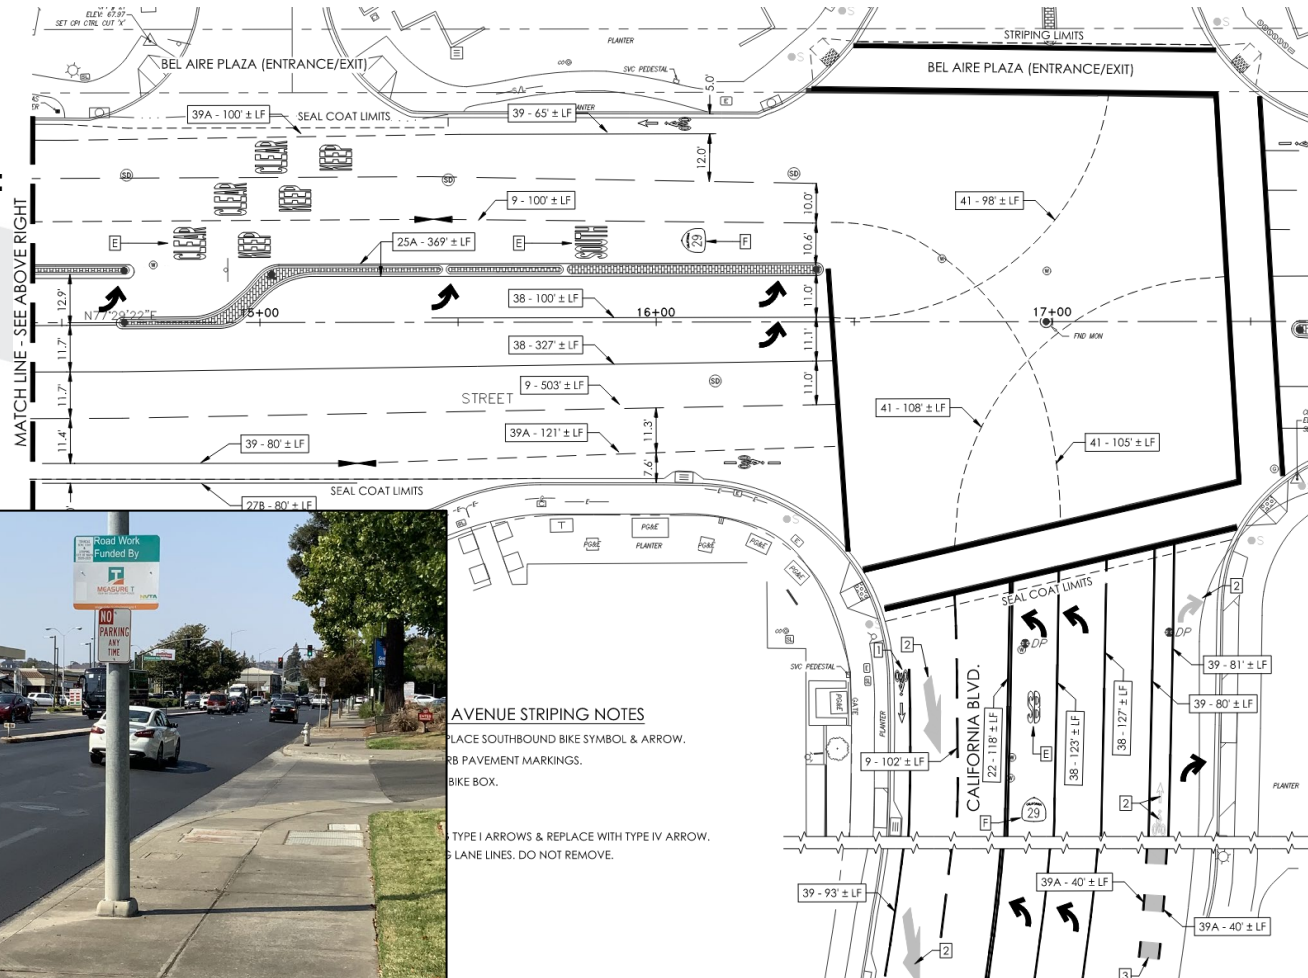 ELEV: 67.97
SET CP1 CTRL CUT 'X'
PLANTER
SVC PEDESTAL
STRIPING LIMITS
BEL AIRE PLAZA (ENTRANCE/EXIT)
BEL AIRE PLAZA (ENTRANCE/EXIT)
5.0'
39A - 100' ± LF
SEAL COAT LIMITS
39 - 65' ± LF
12.0'
SD
SD
SD
9 - 100' ± LF
10.0'
41 - 98' ± LF
MATCH LINE - SEE ABOVE RIGHT
E
25A - 369' ± LF
E
29
F
10.6'
12.9'
N77°29'22"E
15+00
38 - 100' ± LF
16+00
11.0'
17+00
FND MON
11.7'
38 - 327' ± LF
11.1'
11.7'
STREET
9 - 503' ± LF
SD
11.0'
11.4'
39 - 80' ± LF
39A - 121' ± LF
11.3'
7.6'
41 - 108' ± LF
41 - 105' ± LF
SEAL COAT LIMITS
27B - 80' ± LF
T
PG&E
PG&E
PLANTER
PG&E
PG&E
PG&E
SEAL COAT LIMITS
2
DP
DP
1
2
SVC PEDESTAL
PG&E
GATE
PLANTER
CALIFORNIA BLVD.
22 - 118' ± LF
E
38 - 123' ± LF
38 - 127' ± LF
39 - 81' ± LF
39 - 80' ± LF
9 - 102' ± LF
F
29
2
PLANTER
39 - 93' ± LF
39A - 40' ± LF
39A - 40' ± LF
2
3
AVENUE STRIPING NOTES
PLACE SOUTHBOUND BIKE SYMBOL & ARROW.
RB PAVEMENT MARKINGS.
BIKE BOX.
TYPE I ARROWS & REPLACE WITH TYPE IV ARROW.
G LANE LINES. DO NOT REMOVE.
Road Work
Funded By
T
MEASURE T
NVTA
NO
PARKING
ANY
TIME